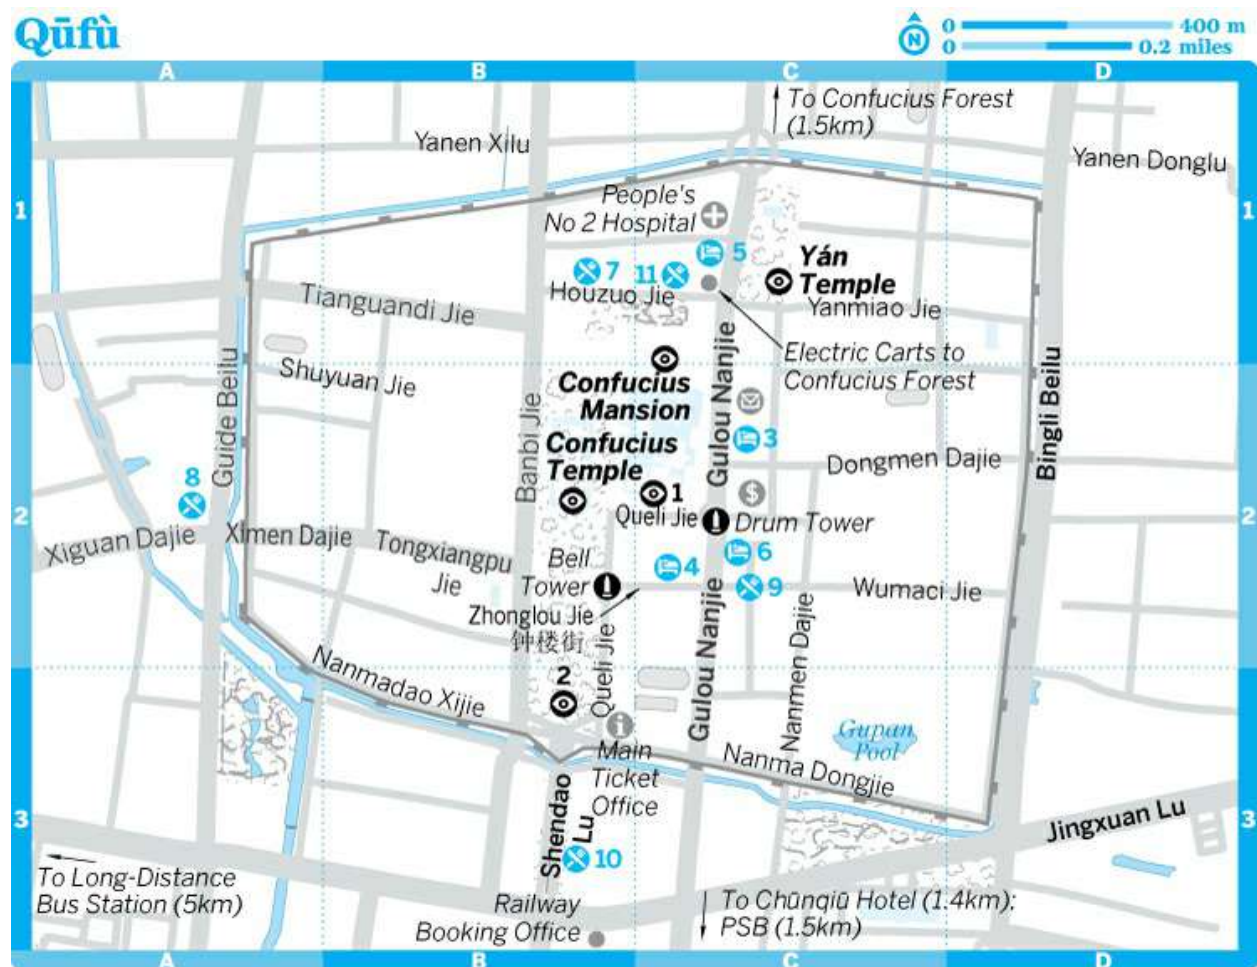 Qūfù
N
0 400 m
0 0.2 miles
A B C D
To Confucius Forest
(1.5km)
Yanen Xilu
Yanen Donglu
1
1
People's
No 2 Hospital
5
Yán
Temple
7
11
Houzuo Jie
Tianguandi Jie
Yanmiao Jie
Electric Carts to
Confucius Forest
Gulou Nanjie
Guide Beilu
Shuyuan Jie
Confucius
Mansion
Bingli Beilu
Banbi Jie
3
Confucius
Temple
Dongmen Dajie
8
1
$
2
2
Queli Jie
Drum Tower
Xiguan Dajie
Ximen Dajie
Tongxiangpu
Jie
Bell
Tower
4
6
9
Wumaci Jie
Zhonglou Jie
钟楼街
Queli Jie
Gulou Nanjie
Nanmen Dajie
Nanmadao Xijie
2
i
Main
Ticket
Office
Gupan
Pool
Nanma Dongjie
Shendao
Lu
3
3
Jingxuan Lu
10
To Long-Distance
Bus Station (5km)
Railway
Booking Office
To Chūnqiū Hotel (1.4km);
PSB (1.5km)
A B C D